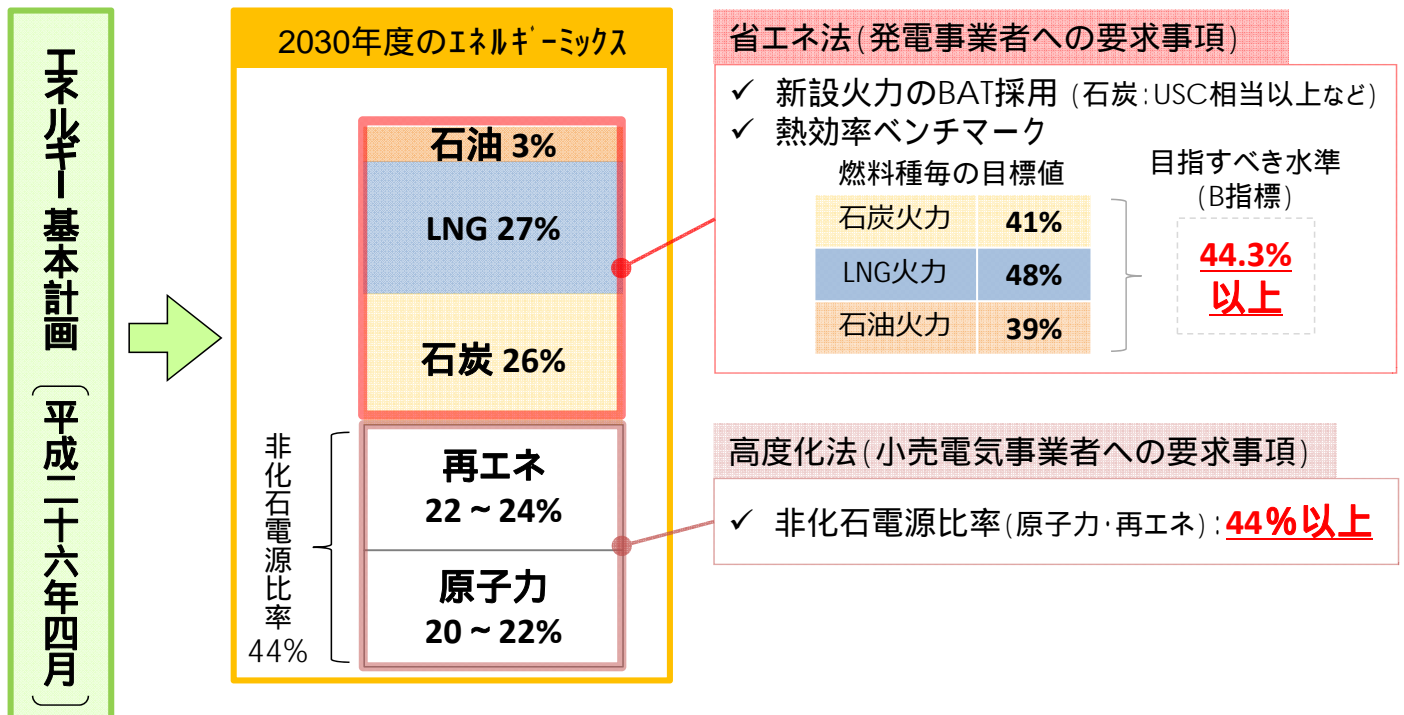 エネルギー基本計画〔平成二十六年四月〕
2030年度のエネルギーミックス
石油 3%
LNG 27%
石炭 26%
非化石電源比率
44%
再エネ
22 ~ 24%
原子力
20 ~ 22%
省エネ法(発電事業者への要求事項)
✓ 新設火力のBAT採用 (石炭:USC相当以上など)
✓ 熱効率ベンチマーク
燃料種毎の目標値
石炭火力 41%
LNG火力 48%
石油火力 39%
目指すべき水準
(B指標)
44.3%
以上
高度化法(小売電気事業者への要求事項)
✓ 非化石電源比率(原子力・再エネ):44%以上